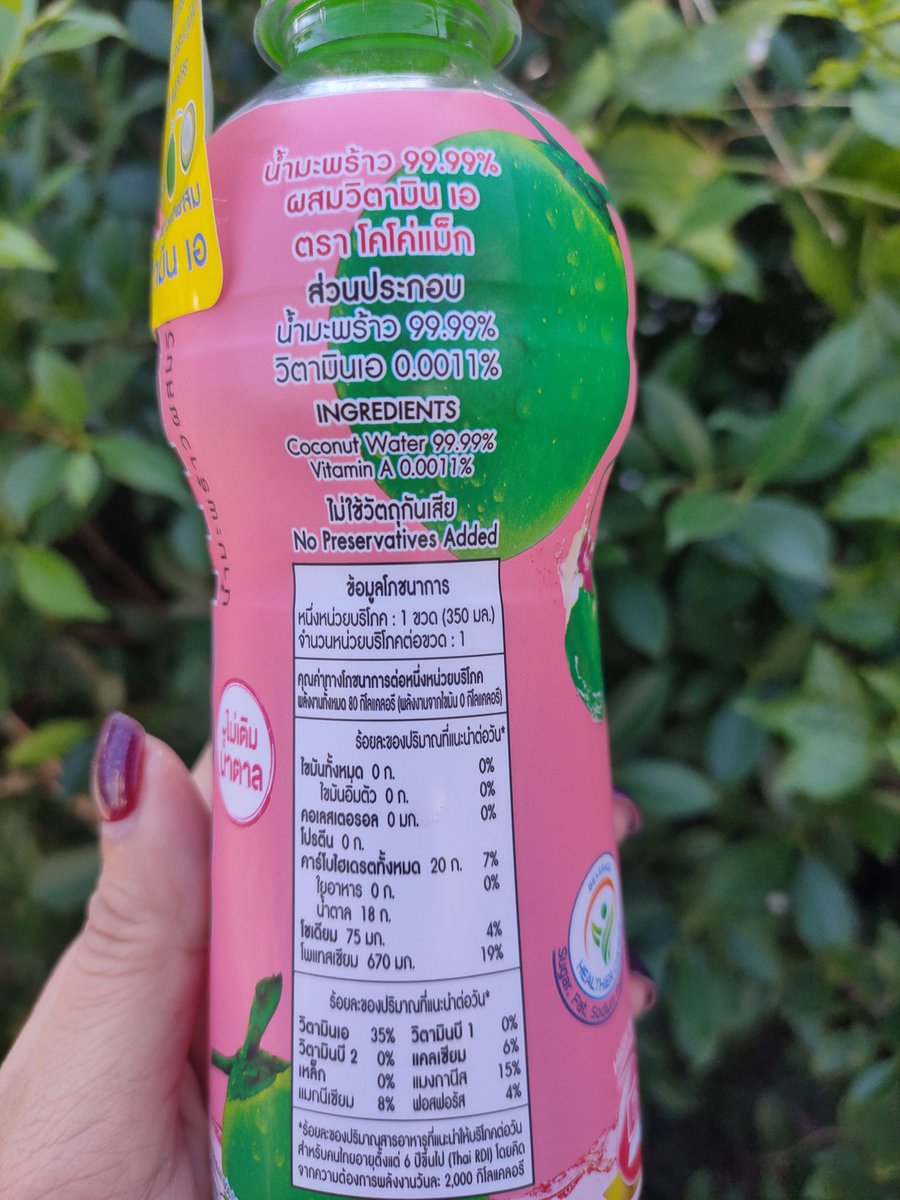 น้ำมะพร้าว 99.99%
ผสมวิตามิน เอ
ตรา โคโค่แม็ก
ส่วนประกอบ
น้ำมะพร้าว 99.99%
วิตามินเอ 0.0011%
INGREDIENTS
Coconut Water 99.99%
Vitamin A 0.0011%
ไม่ใช้วัตถุกันเสีย
No Preservatives Added
ข้อมูลโภชนาการ
หนึ่งหน่วยบริโภค : 1 ขวด (350 มล.)
จำนวนหน่วยบริโภคต่อขวด : 1
คุณค่าทางโภชนาการต่อหนึ่งหน่วยบริโภค
พลังงานทั้งหมด 80 กิโลแคลอรี (พลังงานจากไขมัน 0 กิโลแคลอรี)
ร้อยละของปริมาณที่แนะนำต่อวัน*
ไขมันทั้งหมด 0 ก. 0%
ไขมันอิ่มตัว 0 ก. 0%
คอเลสเตอรอล 0 มก. 0%
โปรตีน 0 ก.
คาร์โบไฮเดรตทั้งหมด 20 ก. 7%
ใยอาหาร 0 ก. 0%
น้ำตาล 18 ก.
โซเดียม 75 มก. 4%
โพแทสเซียม 670 มก. 19%
ร้อยละของปริมาณที่แนะนำต่อวัน*
วิตามินเอ 35% วิตามินบี 1 0%
วิตามินบี 2 0% แคลเซียม 6%
เหล็ก 0% แมงกานีส 15%
แมกนีเซียม 8% ฟอสฟอรัส 4%
*ร้อยละของปริมาณสารอาหารที่แนะนำให้บริโภคต่อวัน
สำหรับคนไทยอายุตั้งแต่ 6 ปีขึ้นไป (Thai RDI) โดยคิด
จากความต้องการพลังงานวันละ 2,000 กิโลแคลอรี
ไม่เติม
น้ำตาล
BEVERAGE
HEALTHIER
Sugar, Fat, Sodium